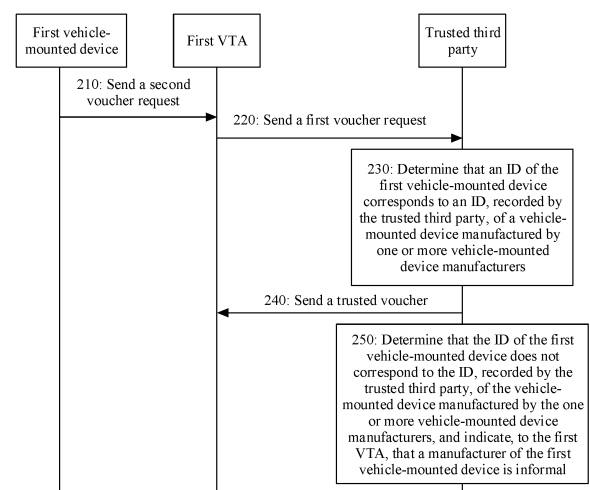 First vehicle-
mounted device
First VTA
Trusted third
party
210: Send a second
voucher request
220: Send a first voucher request
230: Determine that an ID of the
first vehicle-mounted device
corresponds to an ID, recorded by
the trusted third party, of a vehicle-
mounted device manufactured by
one or more vehicle-mounted
device manufacturers
240: Send a trusted voucher
250: Determine that the ID of the first
vehicle-mounted device does not
correspond to the ID, recorded by the
trusted third party, of the vehicle-
mounted device manufactured by the one
or more vehicle-mounted device
manufacturers, and indicate, to the first
VTA, that a manufacturer of the first
vehicle-mounted device is informal